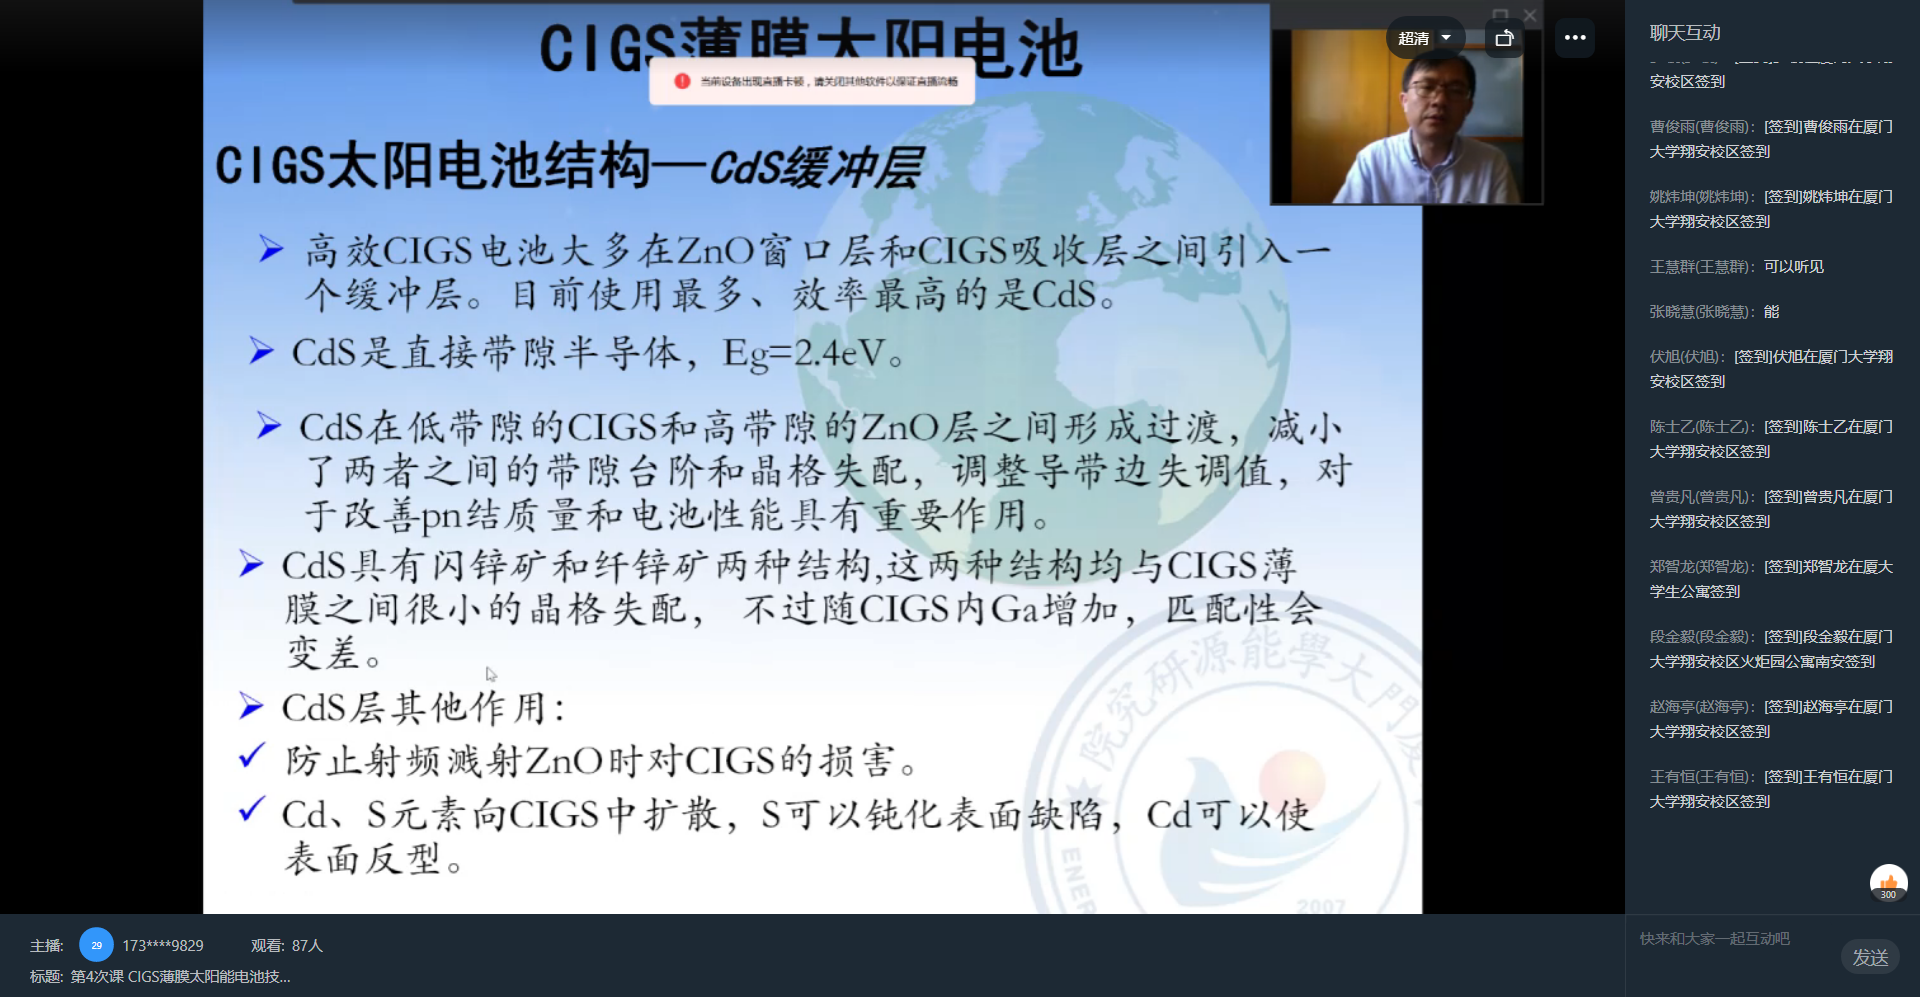 CIGS薄膜太阳电池
当前设备出现直播卡顿，请关闭其他软件以保证直播流畅
CIGS太阳电池结构—CdS缓冲层
高效CIGS电池大多在ZnO窗口层和CIGS吸收层之间引入一
个缓冲层。目前使用最多、效率最高的是CdS。
CdS是直接带隙半导体，Eg=2.4eV。
CdS在低带隙的CIGS和高带隙的ZnO层之间形成过渡，减小
了两者之间的带隙台阶和晶格失配，调整导带边失调值，对
于改善pn结质量和电池性能具有重要作用。
CdS具有闪锌矿和纤锌矿两种结构,这两种结构均与CIGS薄
膜之间很小的晶格失配， 不过随CIGS内Ga增加，匹配性会
变差。
CdS层其他作用：
防止射频溅射ZnO时对CIGS的损害。
Cd、S元素向CIGS中扩散，S可以钝化表面缺陷，Cd可以使
表面反型。
院究研源能學大門廈
ENER
2007
超清
聊天互动
安校区签到
曹俊雨(曹俊雨)： [签到]曹俊雨在厦门
大学翔安校区签到
姚炜坤(姚炜坤)： [签到]姚炜坤在厦门
大学翔安校区签到
王慧群(王慧群)： 可以听见
张晓慧(张晓慧)： 能
伏旭(伏旭)： [签到]伏旭在厦门大学翔
安校区签到
陈士乙(陈士乙)： [签到]陈士乙在厦门
大学翔安校区签到
曾贵凡(曾贵凡)： [签到]曾贵凡在厦门
大学翔安校区签到
郑智龙(郑智龙)： [签到]郑智龙在厦大
学生公寓签到
段金毅(段金毅)： [签到]段金毅在厦门
大学翔安校区火炬园公寓南安签到
赵海亭(赵海亭)： [签到]赵海亭在厦门
大学翔安校区签到
王有恒(王有恒)： [签到]王有恒在厦门
大学翔安校区签到
300
快来和大家一起互动吧
发送
主播: 29 173****9829 观看: 87人
标题: 第4次课 CIGS薄膜太阳能电池技...